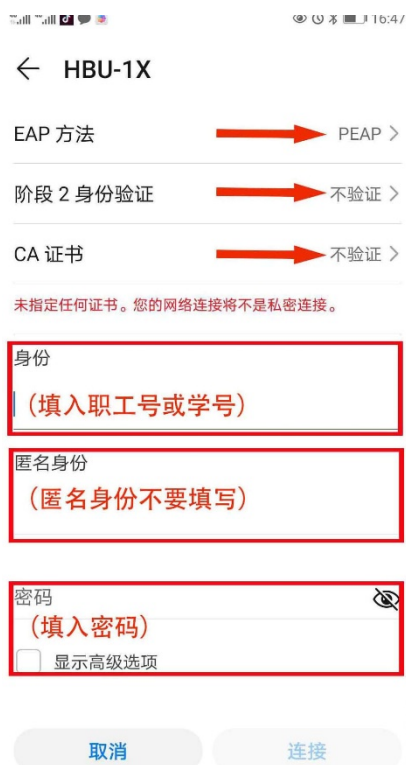 16:47
← HBU-1X
EAP 方法 PEAP >
阶段 2 身份验证 不验证 >
CA 证书 不验证 >
未指定任何证书。您的网络连接将不是私密连接。
身份
（填入职工号或学号）
匿名身份
（匿名身份不要填写）
密码
（填入密码）
显示高级选项
取消 连接